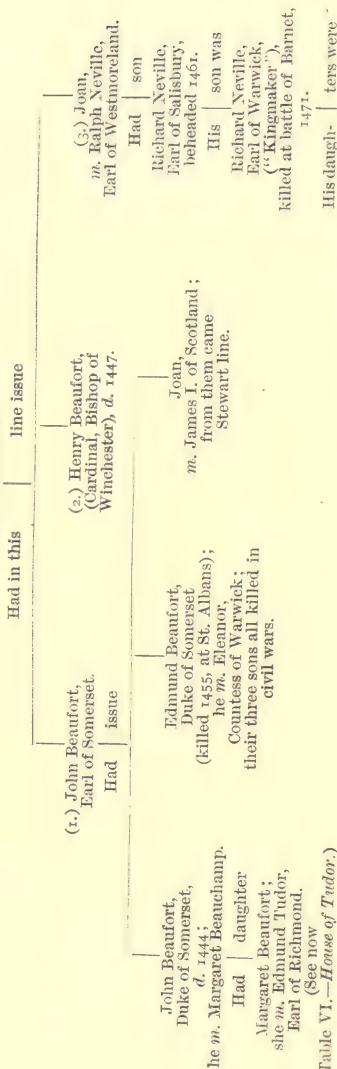 Had in this line issue
(1.) John Beaufort,
Earl of Somerset.
Had issue
(2.) Henry Beaufort,
(Cardinal, Bishop of
Winchester), d. 1447.
(3.) Joan,
m. Ralph Neville,
Earl of Westmoreland.
Had son
Richard Neville,
Earl of Salisbury,
beheaded 1461.
His son was
Richard Neville,
Earl of Warwick,
("Kingmaker"),
killed at battle of Barnet,
1471.
His daugh- ters were
John Beaufort,
Duke of Somerset,
d. 1444;
he m. Margaret Beauchamp.
Had daughter
Margaret Beaufort;
she m. Edmund Tudor,
Earl of Richmond.
(See now
Table VI.—House of Tudor.)
Edmund Beaufort,
Duke of Somerset
(killed 1455, at St. Albans);
he m. Eleanor,
Countess of Warwick;
their three sons all killed in
civil wars.
Joan,
m. James I. of Scotland;
from them came
Stewart line.